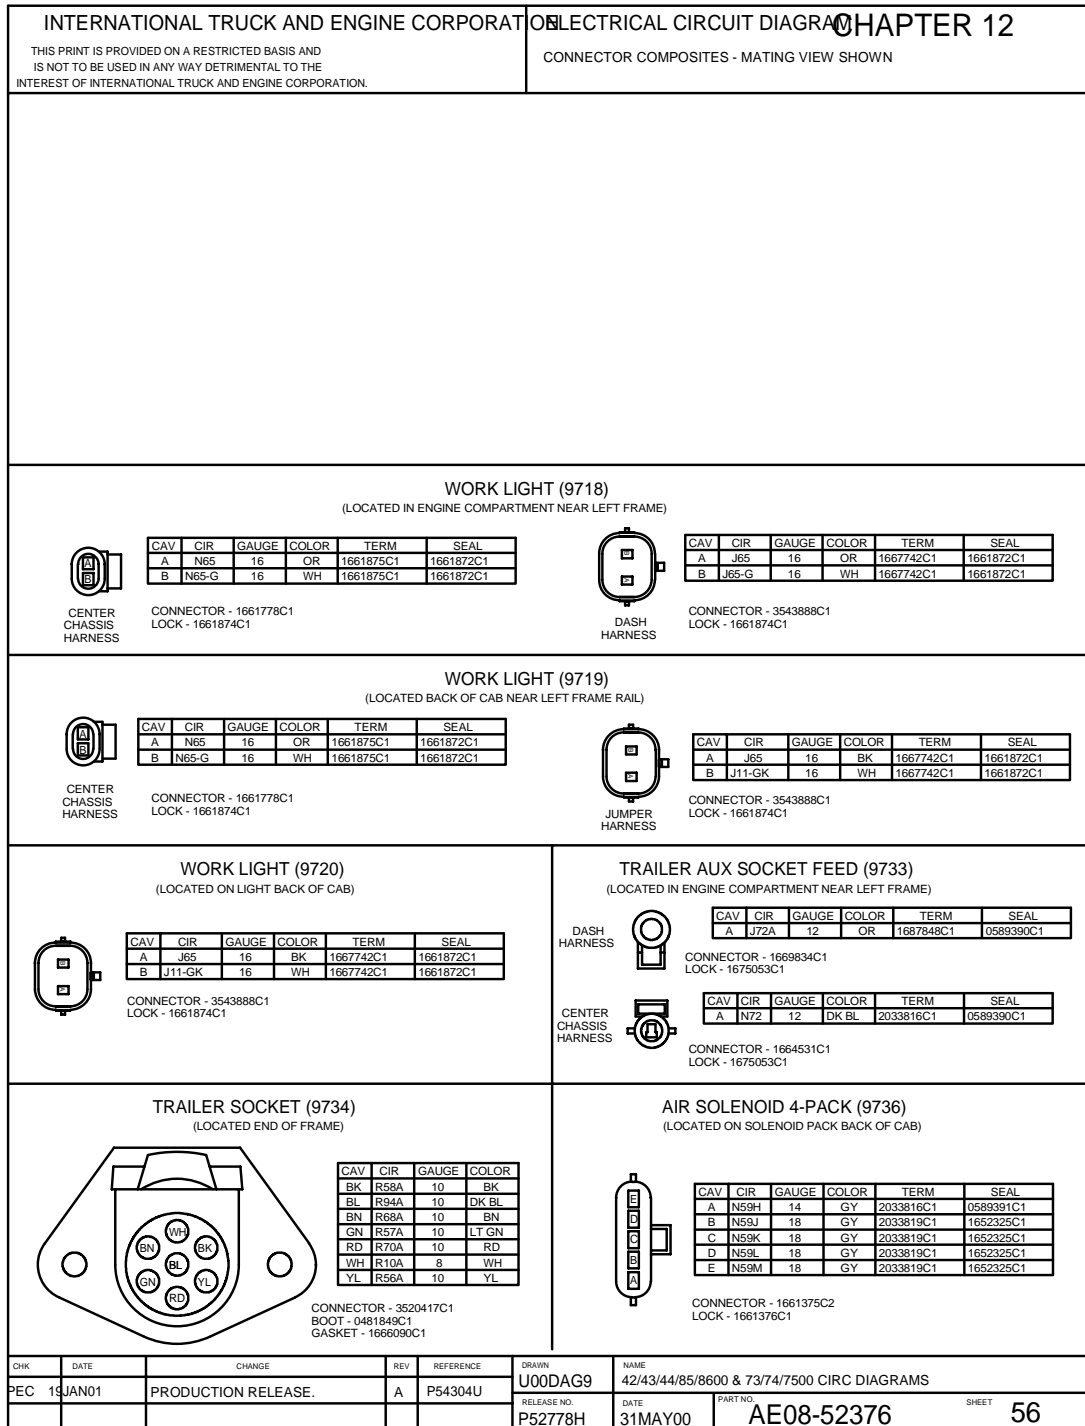 INTERNATIONAL TRUCK AND ENGINE CORPORATION
THIS PRINT IS PROVIDED ON A RESTRICTED BASIS AND
IS NOT TO BE USED IN ANY WAY DETRIMENTAL TO THE
INTEREST OF INTERNATIONAL TRUCK AND ENGINE CORPORATION.
ELECTRICAL CIRCUIT DIAGRAM
CHAPTER 12
CONNECTOR COMPOSITES - MATING VIEW SHOWN
WORK LIGHT (9718)
(LOCATED IN ENGINE COMPARTMENT NEAR LEFT FRAME)
A
B
CENTER
CHASSIS
HARNESS
CAV CIR GAUGE COLOR TERM SEAL
A N65 16 OR 1661875C1 1661872C1
B N65-G 16 WH 1661875C1 1661872C1
CONNECTOR - 1661778C1
LOCK - 1661874C1
B
A
DASH
HARNESS
CAV CIR GAUGE COLOR TERM SEAL
A J65 16 OR 1667742C1 1661872C1
B J65-G 16 WH 1667742C1 1661872C1
CONNECTOR - 3543888C1
LOCK - 1661874C1
WORK LIGHT (9719)
(LOCATED BACK OF CAB NEAR LEFT FRAME RAIL)
A
B
CENTER
CHASSIS
HARNESS
CAV CIR GAUGE COLOR TERM SEAL
A N65 16 OR 1661875C1 1661872C1
B N65-G 16 WH 1661875C1 1661872C1
CONNECTOR - 1661778C1
LOCK - 1661874C1
B
A
JUMPER
HARNESS
CAV CIR GAUGE COLOR TERM SEAL
A J65 16 BK 1667742C1 1661872C1
B J11-GK 16 WH 1667742C1 1661872C1
CONNECTOR - 3543888C1
LOCK - 1661874C1
WORK LIGHT (9720)
(LOCATED ON LIGHT BACK OF CAB)
B
A
CAV CIR GAUGE COLOR TERM SEAL
A J65 16 BK 1667742C1 1661872C1
B J11-GK 16 WH 1667742C1 1661872C1
CONNECTOR - 3543888C1
LOCK - 1661874C1
TRAILER AUX SOCKET FEED (9733)
(LOCATED IN ENGINE COMPARTMENT NEAR LEFT FRAME)
DASH
HARNESS
CAV CIR GAUGE COLOR TERM SEAL
A J72A 12 OR 1687848C1 0589390C1
CONNECTOR - 1669834C1
LOCK - 1675053C1
CENTER
CHASSIS
HARNESS
CAV CIR GAUGE COLOR TERM SEAL
A N72 12 DK BL 2033816C1 0589390C1
CONNECTOR - 1664531C1
LOCK - 1675053C1
TRAILER SOCKET (9734)
(LOCATED END OF FRAME)
WH
BN BK
BL
GN YL
RD
CAV CIR GAUGE COLOR
BK R58A 10 BK
BL R94A 10 DK BL
BN R68A 10 BN
GN R57A 10 LT GN
RD R70A 10 RD
WH R10A 8 WH
YL R56A 10 YL
CONNECTOR - 3520417C1
BOOT - 0481849C1
GASKET - 1666090C1
AIR SOLENOID 4-PACK (9736)
(LOCATED ON SOLENOID PACK BACK OF CAB)
E
D
C
B
A
CAV CIR GAUGE COLOR TERM SEAL
A N59H 14 GY 2033816C1 0589391C1
B N59J 18 GY 2033819C1 1652325C1
C N59K 18 GY 2033819C1 1652325C1
D N59L 18 GY 2033819C1 1652325C1
E N59M 18 GY 2033819C1 1652325C1
CONNECTOR - 1661375C2
LOCK - 1661376C1
CHK DATE CHANGE REV REFERENCE
PEC 19JAN01 PRODUCTION RELEASE. A P54304U
DRAWN
U00DAG9
NAME
42/43/44/85/8600 & 73/74/7500 CIRC DIAGRAMS
RELEASE NO.
P52778H
DATE
31MAY00
PART NO.
AE08-52376
SHEET 56